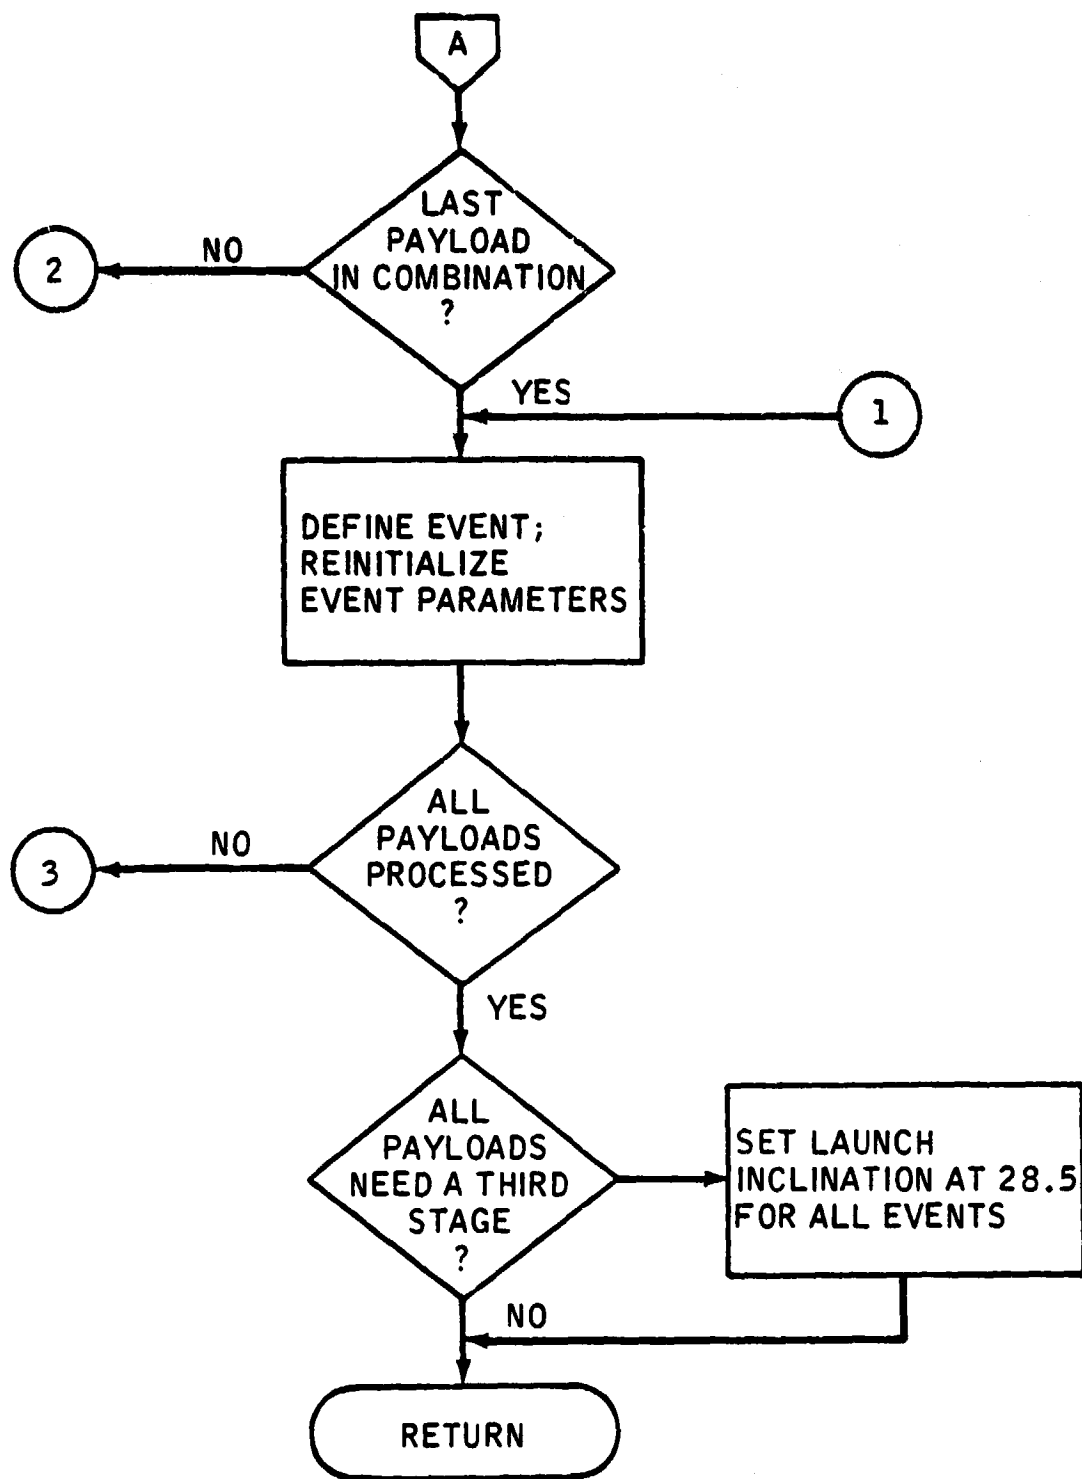 A
LAST
PAYLOAD
IN COMBINATION
?
NO
2
YES
1
DEFINE EVENT;
REINITIALIZE
EVENT PARAMETERS
ALL
PAYLOADS
PROCESSED
?
NO
3
YES
ALL
PAYLOADS
NEED A THIRD
STAGE
?
SET LAUNCH
INCLINATION AT 28.5
FOR ALL EVENTS
NO
RETURN